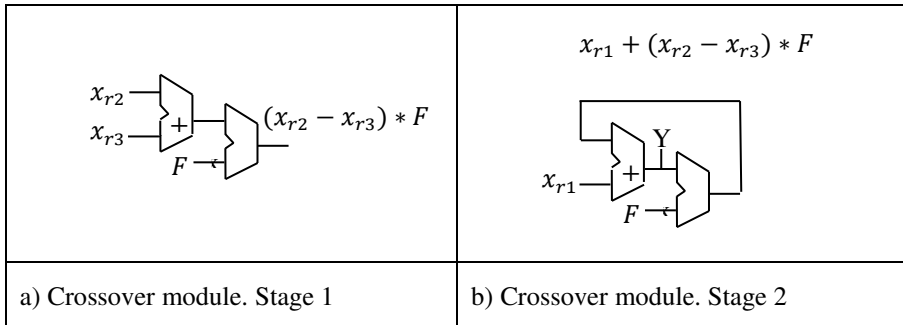 x_{r2}
x_{r3}
+
F
(x_{r2} − x_{r3}) ∗ F
a) Crossover module. Stage 1
x_{r1} + (x_{r2} − x_{r3}) ∗ F
Y
+
x_{r1}
F
b) Crossover module. Stage 2